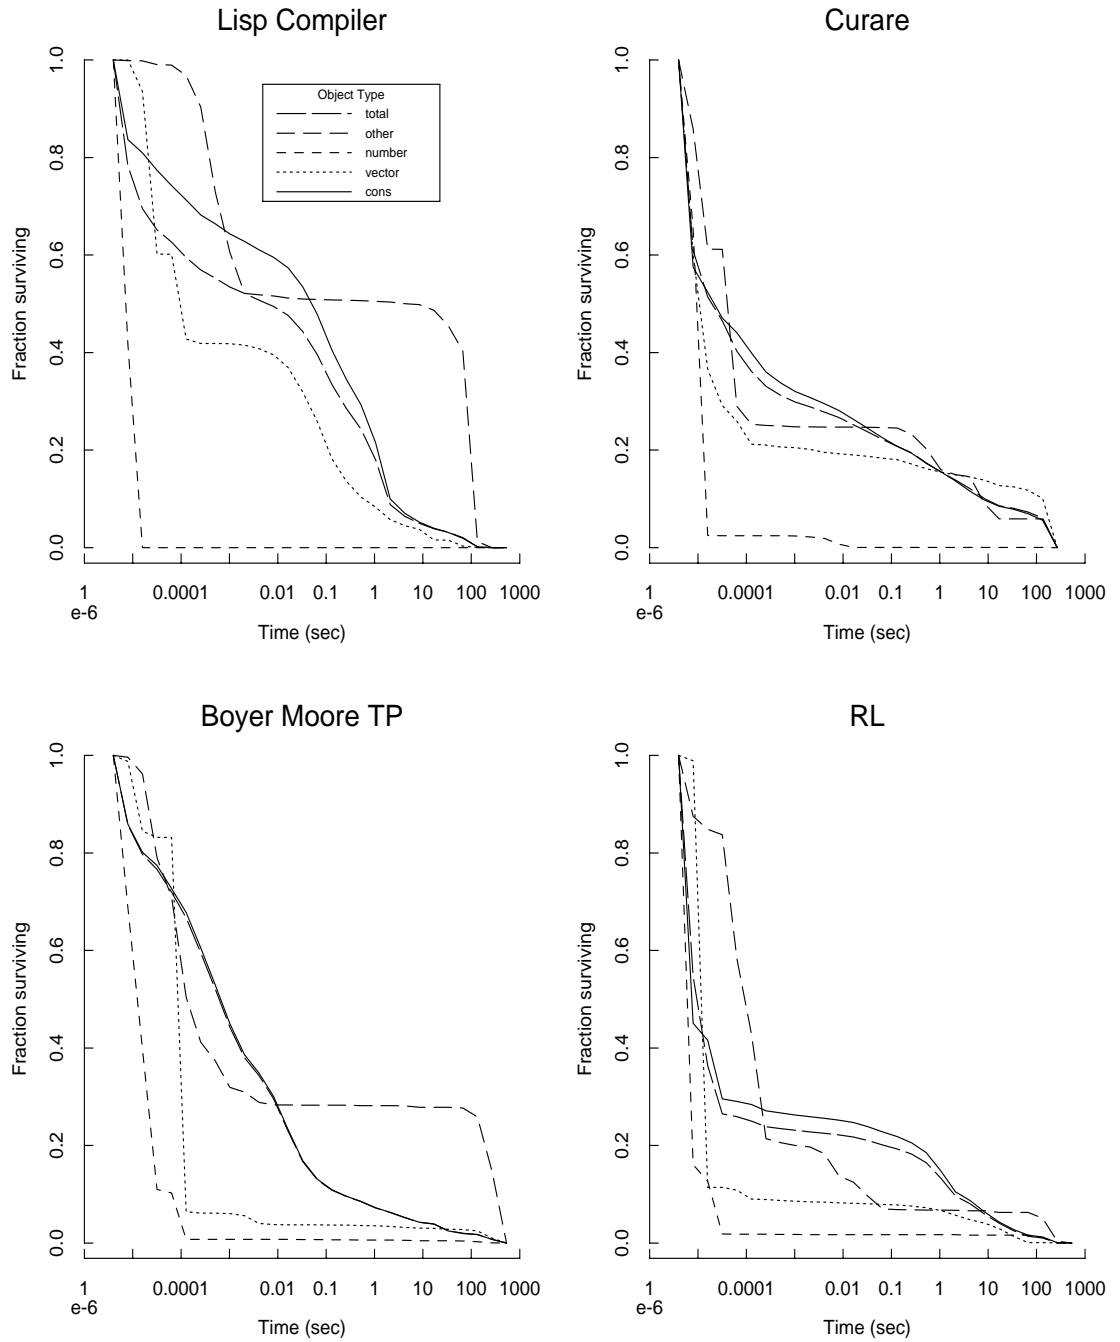 Lisp Compiler
Fraction surviving
1.0
0.8
0.6
0.4
0.2
0.0
Object Type
total
other
number
vector
cons
1 0.0001 0.01 0.1 1 10 100 1000
e-6
Time (sec)
Curare
Fraction surviving
1.0
0.8
0.6
0.4
0.2
0.0
1 0.0001 0.01 0.1 1 10 100 1000
e-6
Time (sec)
Boyer Moore TP
Fraction surviving
1.0
0.8
0.6
0.4
0.2
0.0
1 0.0001 0.01 0.1 1 10 100 1000
e-6
Time (sec)
RL
Fraction surviving
1.0
0.8
0.6
0.4
0.2
0.0
1 0.0001 0.01 0.1 1 10 100 1000
e-6
Time (sec)